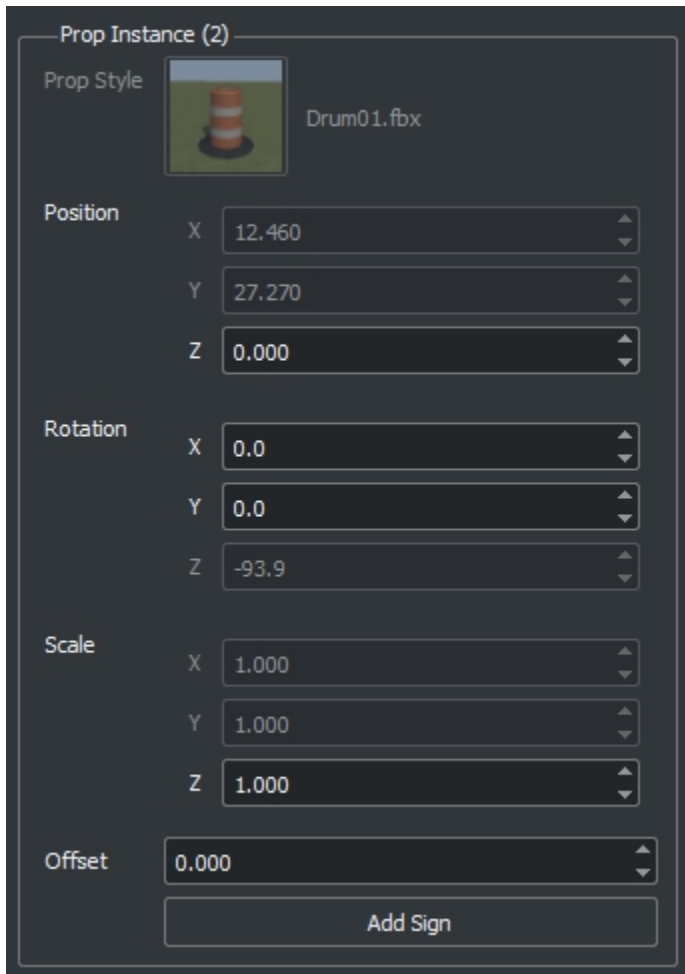 Prop Instance (2)
Prop Style
Drum01.fbx
Position
X 12.460
Y 27.270
Z 0.000
Rotation
X 0.0
Y 0.0
Z -93.9
Scale
X 1.000
Y 1.000
Z 1.000
Offset 0.000
Add Sign